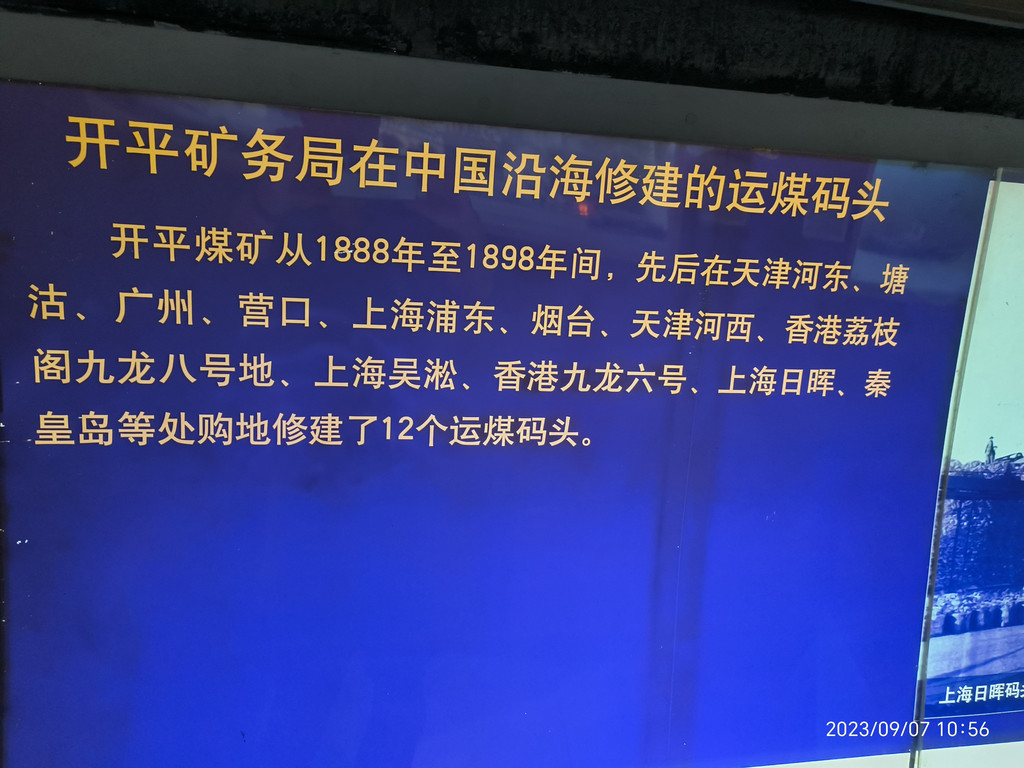 开平矿务局在中国沿海修建的运煤码头
开平煤矿从1888年至1898年间，先后在天津河东、塘
沽、广州、营口、上海浦东、烟台、天津河西、香港荔枝
阁九龙八号地、上海吴淞、香港九龙六号、上海日晖、秦
皇岛等处购地修建了12个运煤码头。
上海日晖码头
2023/09/07 10:56